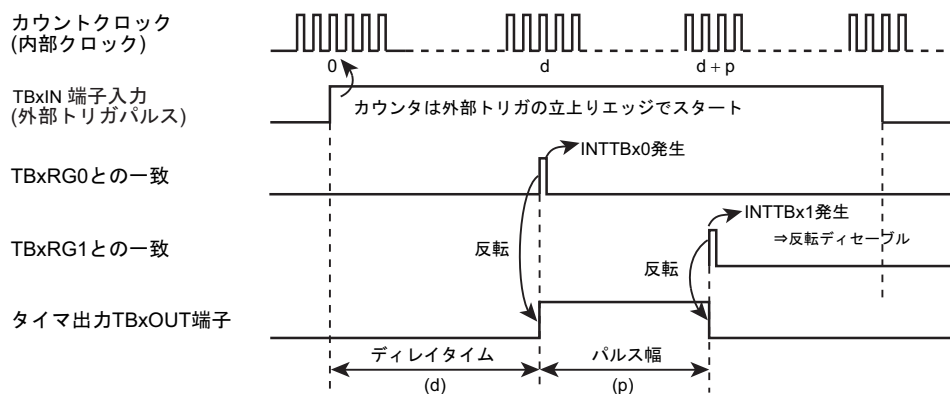 カウントクロック
(内部クロック)
0
d
d + p
TBxIN 端子入力
(外部トリガパルス)
カウンタは外部トリガの立上りエッジでスタート
INTTBx0発生
TBxRG0との一致
INTTBx1発生
TBxRG1との一致
反転
反転
⇒反転ディセーブル
タイマ出力TBxOUT端子
ディレイタイム
(d)
パルス幅
(p)